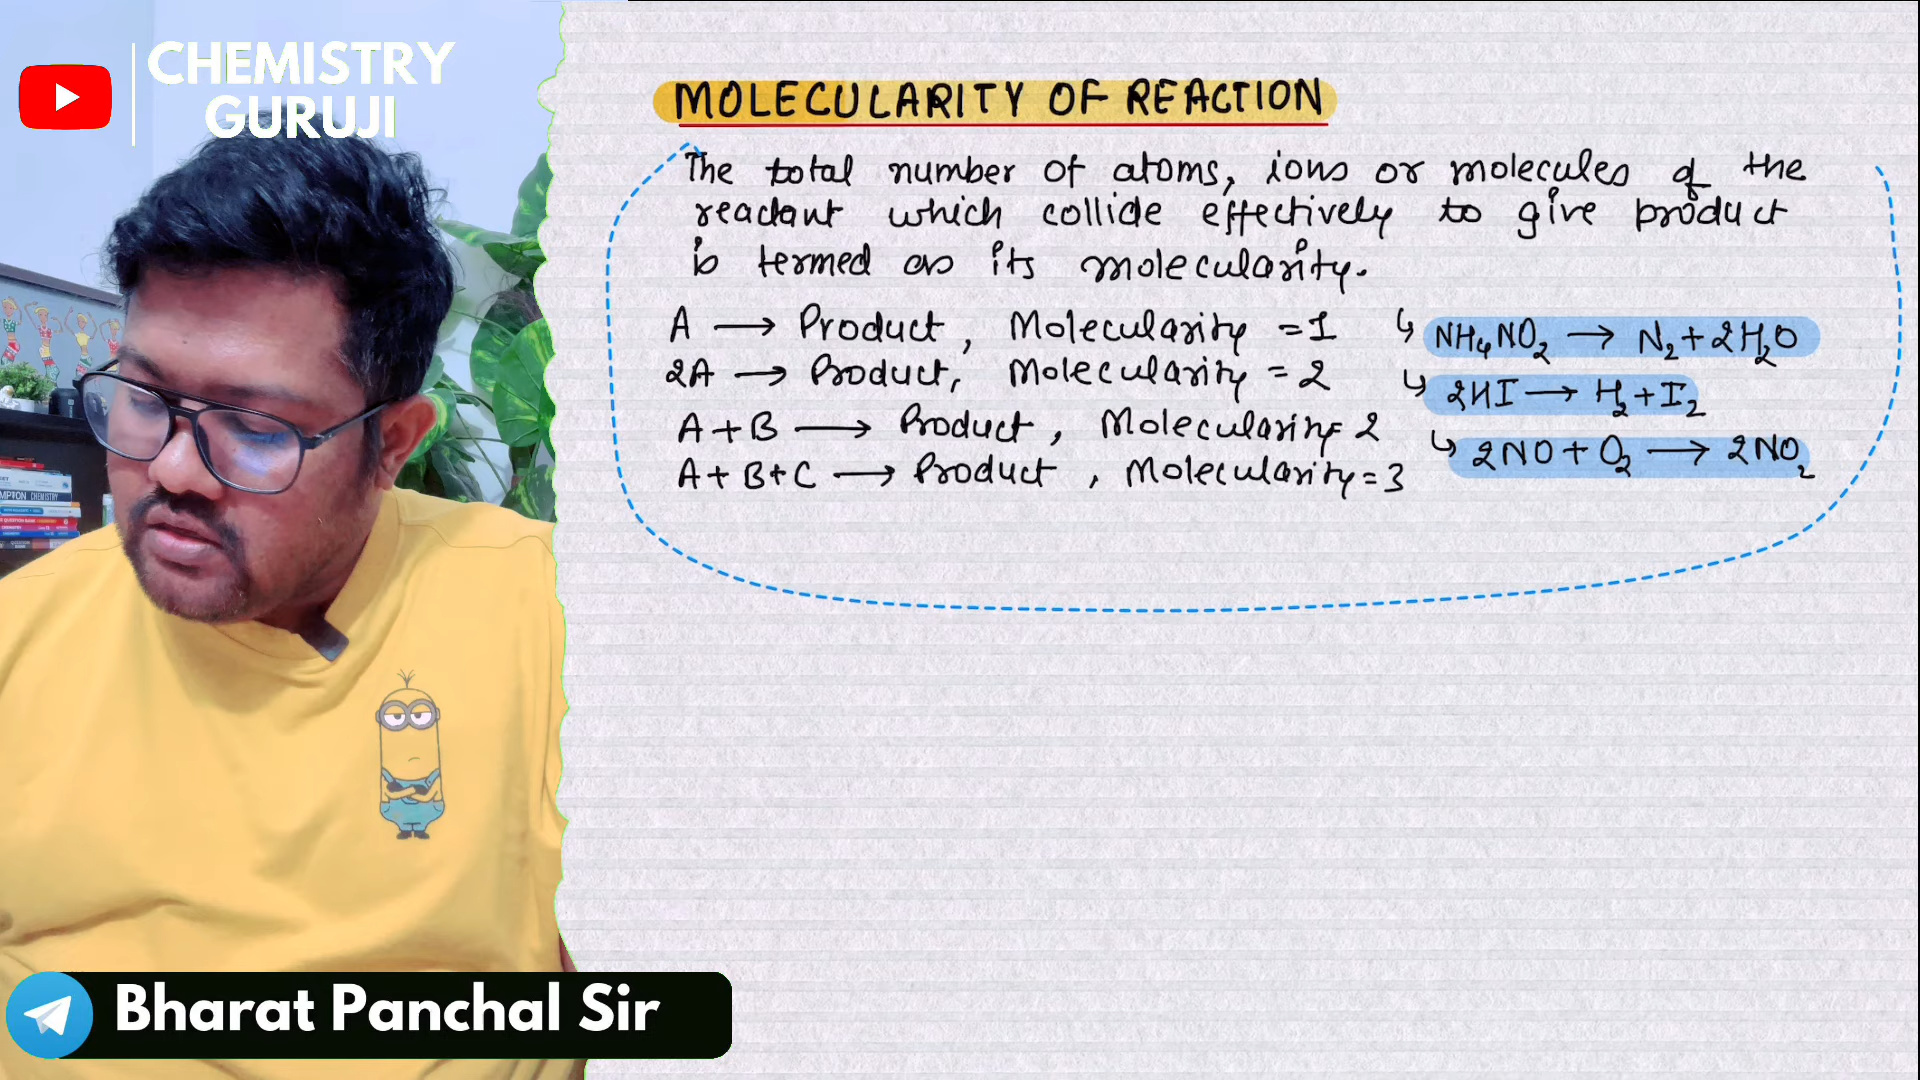 CHEMISTRY
GURUJI
MOLECULARITY OF REACTION
The total number of atoms, ions or molecules of the
reactant which collide effectively to give product
is termed as its molecularity.
A → Product, Molecularity = 1
↳ NH₄NO₂ → N₂ + 2H₂O
2A → Product, Molecularity = 2
↳ 2HI → H₂ + I₂
A + B → Product, Molecularity = 2
↳ 2NO + O₂ → 2NO₂
A + B + C → Product, Molecularity = 3
MPTON CHEMISTRY
Bharat Panchal Sir